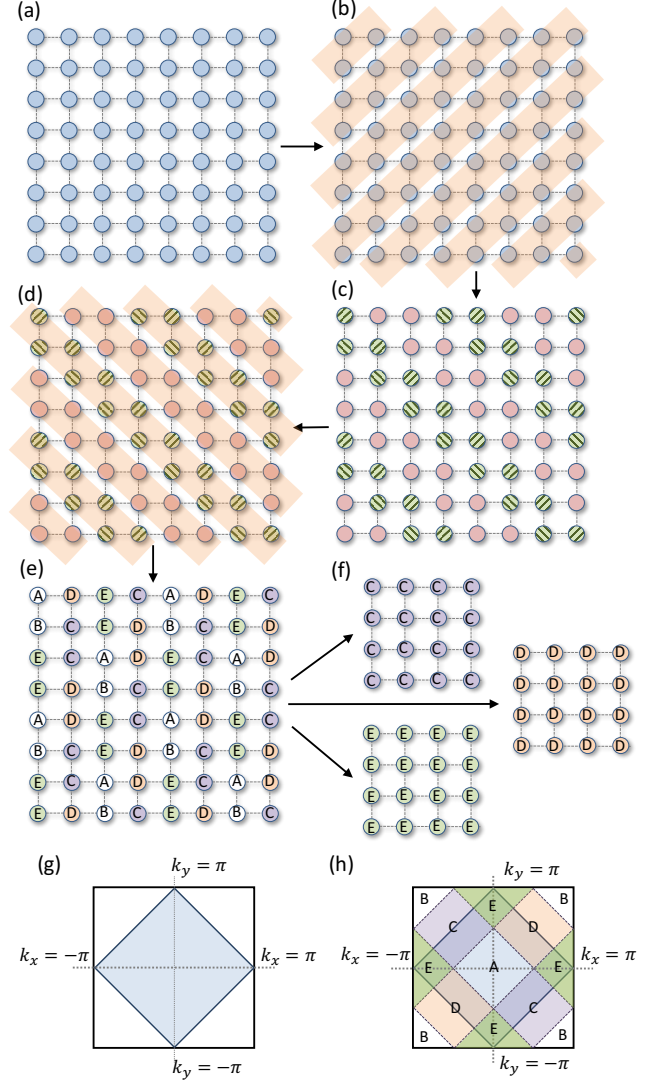 (a)
(b)
(d)
(c)
(e)
A D E C A D E C
B C E D B C E D
E C A D E C A D
E D B C E D B C
A D E C A D E C
B C E D B C E D
E C A D E C A D
E D B C E D B C
(f)
C C C C
C C C C
C C C C
C C C C
D D D D
D D D D
D D D D
D D D D
E E E E
E E E E
E E E E
E E E E
(g)
k_y = π
k_x = −π
k_x = π
k_y = −π
(h)
k_y = π
B E B
C D
k_x = −π
E A E
k_x = π
D C
B E B
k_y = −π